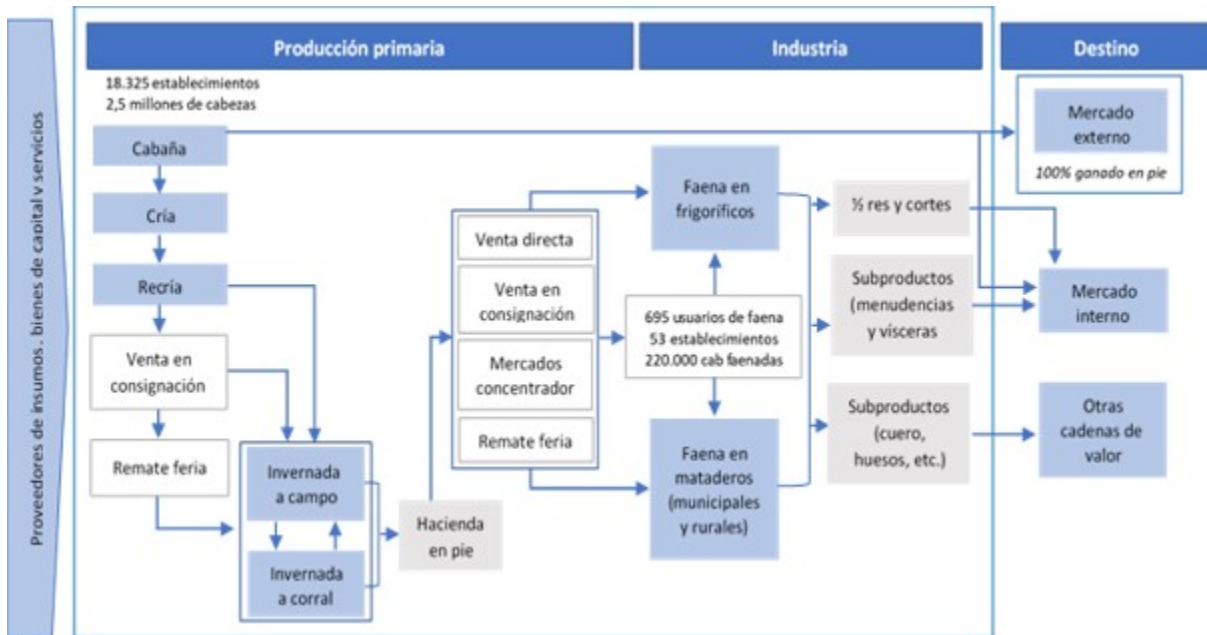 Proveedores de insumos. bienes de capital v servicios
Producción primaria
Industria
Destino
18.325 establecimientos
2,5 millones de cabezas
Cabaña
Cría
Recría
Venta en
consignación
Remate feria
Invernada
a campo
Invernada
a corral
Hacienda
en pie
Venta directa
Venta en
consignación
Mercados
concentrador
Remate feria
Faena en
frigoríficos
695 usuarios de faena
53 establecimientos
220.000 cab faenadas
Faena en
mataderos
(municipales
y rurales)
½ res y cortes
Subproductos
(menudencias
y vísceras
Subproductos
(cuero,
huesos, etc.)
Mercado
externo
100% ganado en pie
Mercado
interno
Otras
cadenas de
valor